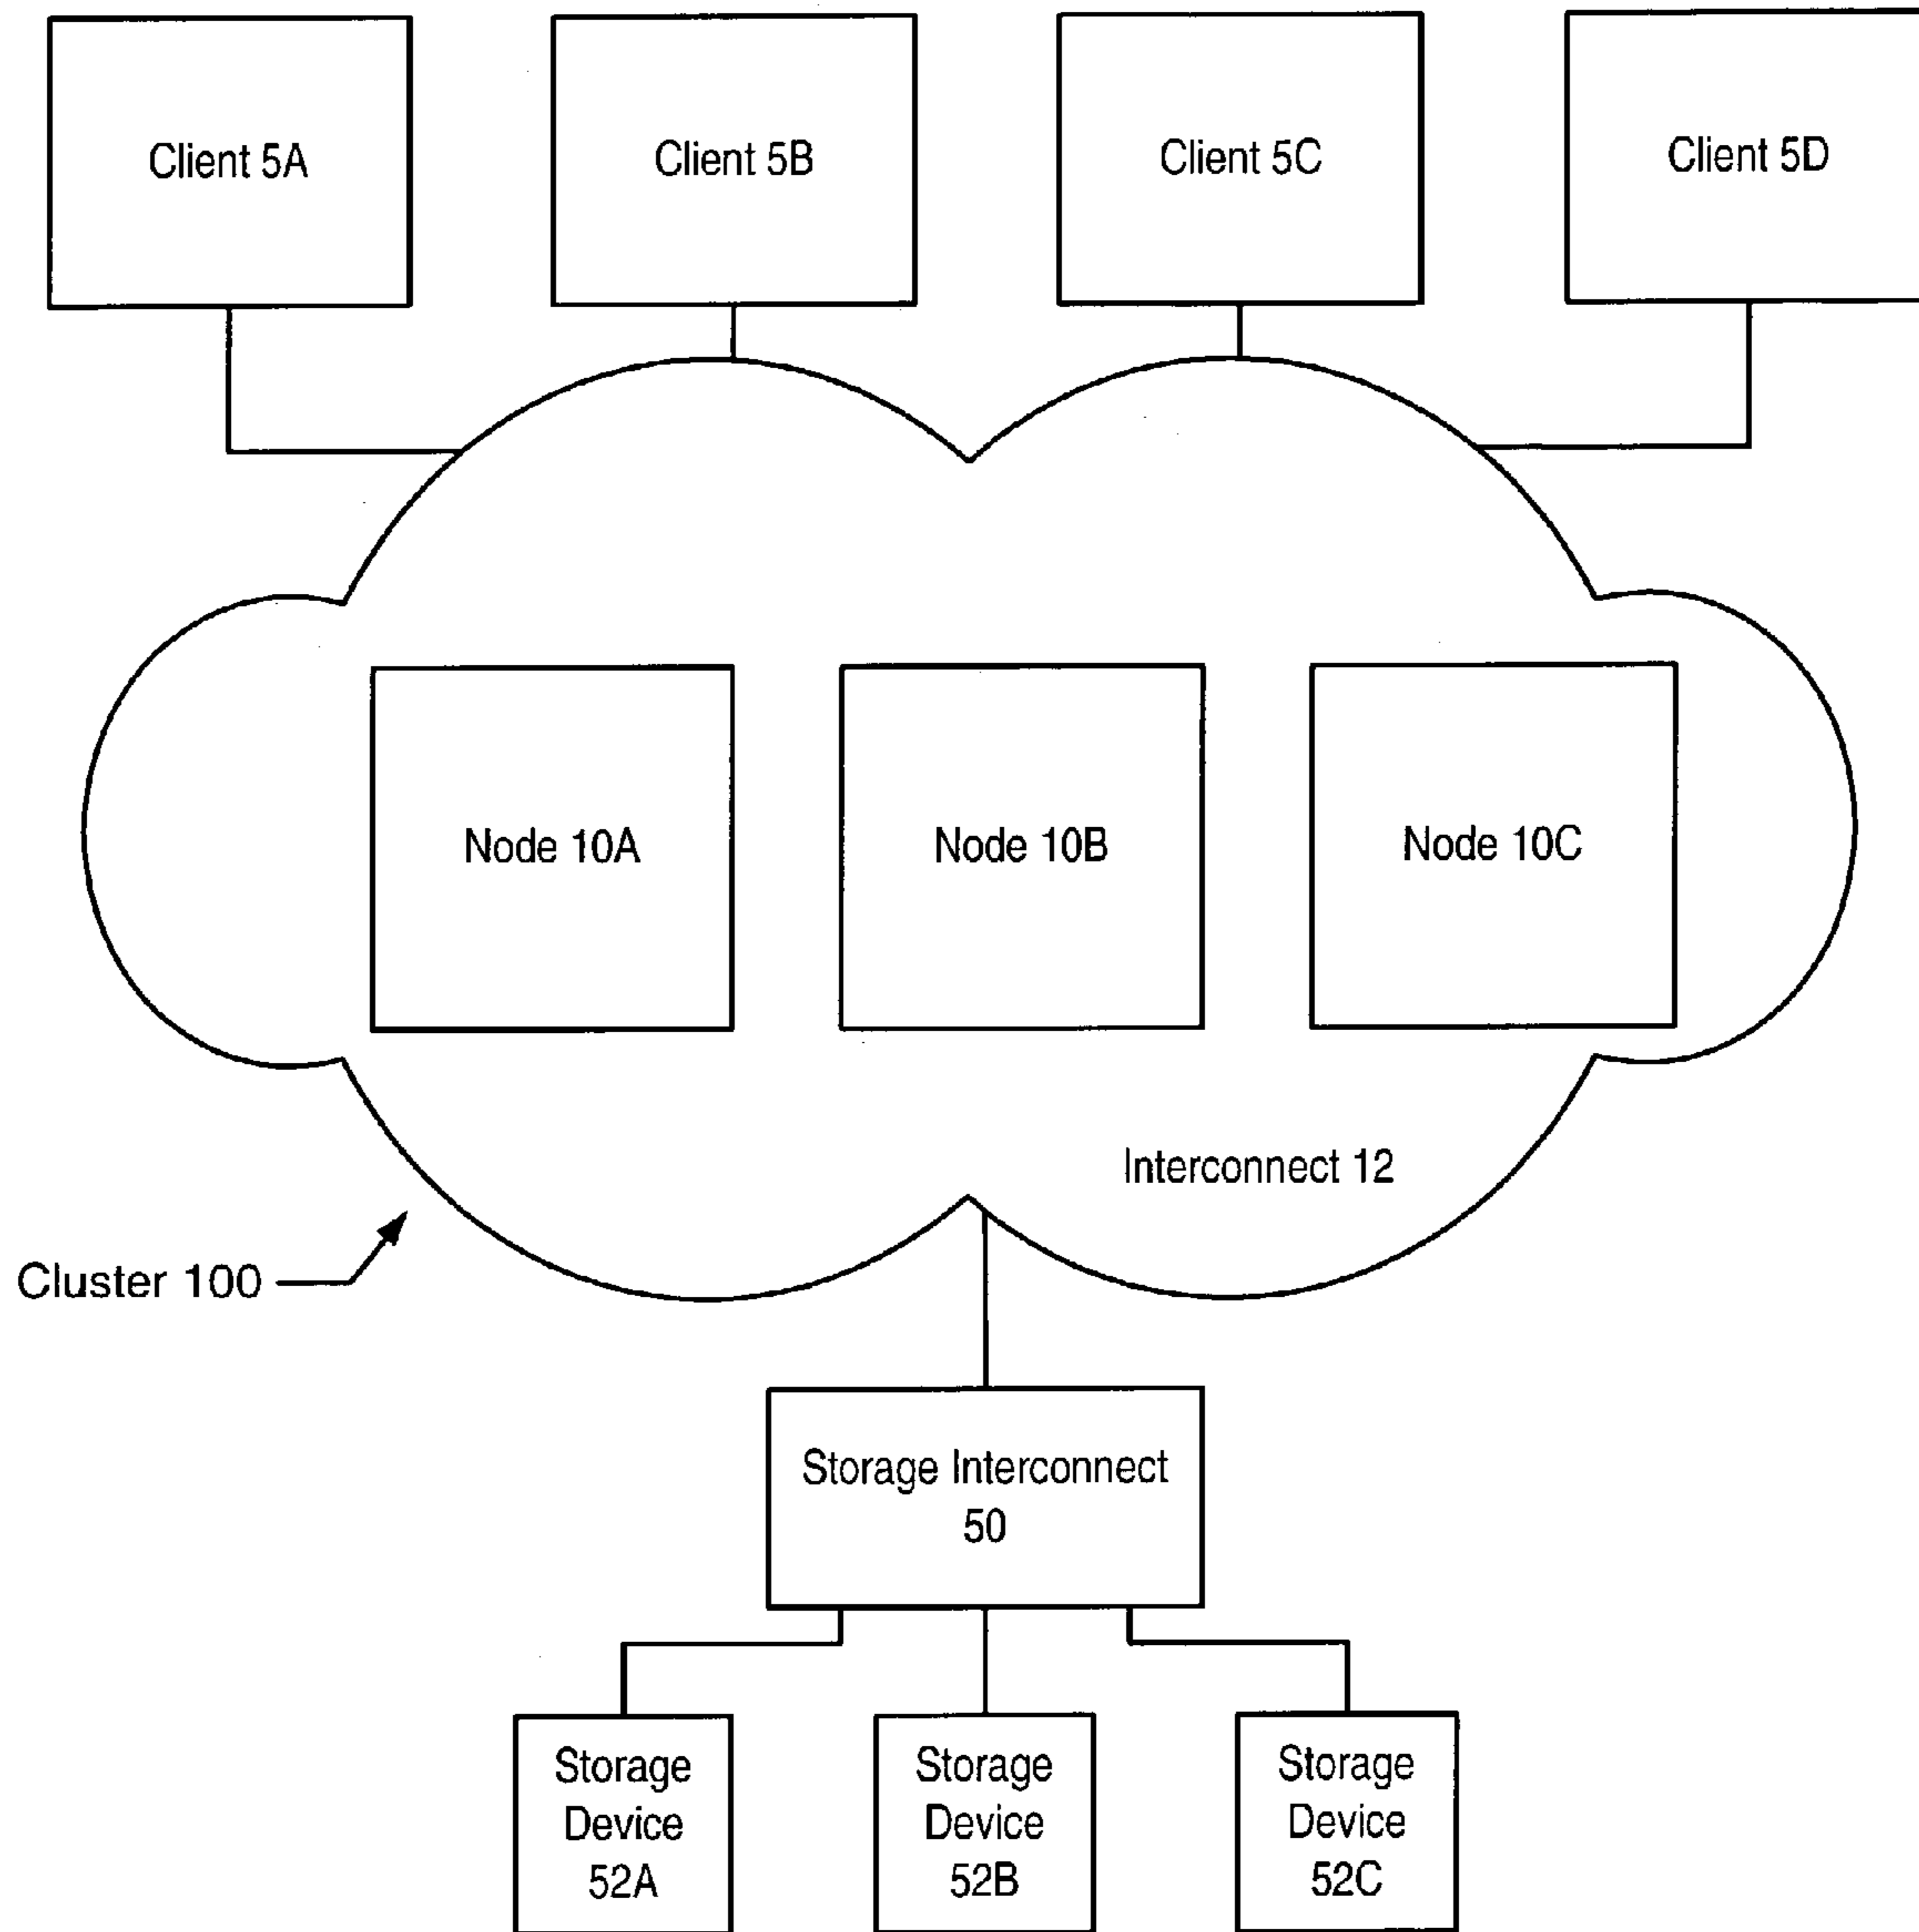 Client 5A
Client 5B
Client 5C
Client 5D
Node 10A
Node 10B
Node 10C
Interconnect 12
Cluster 100
Storage Interconnect
50
Storage
Device
52A
Storage
Device
52B
Storage
Device
52C